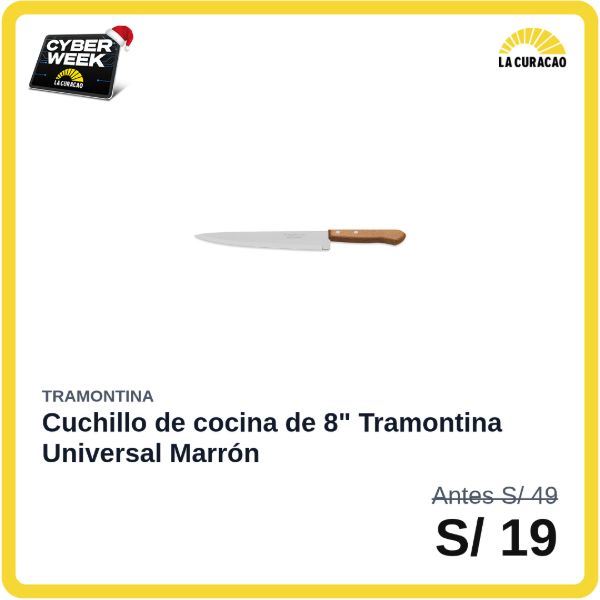 CYBER
WEEK
LA CURACAO
LA CURACAO
TRAMONTINA
Cuchillo de cocina de 8" Tramontina
Universal Marrón
Antes S/ 49
S/ 19